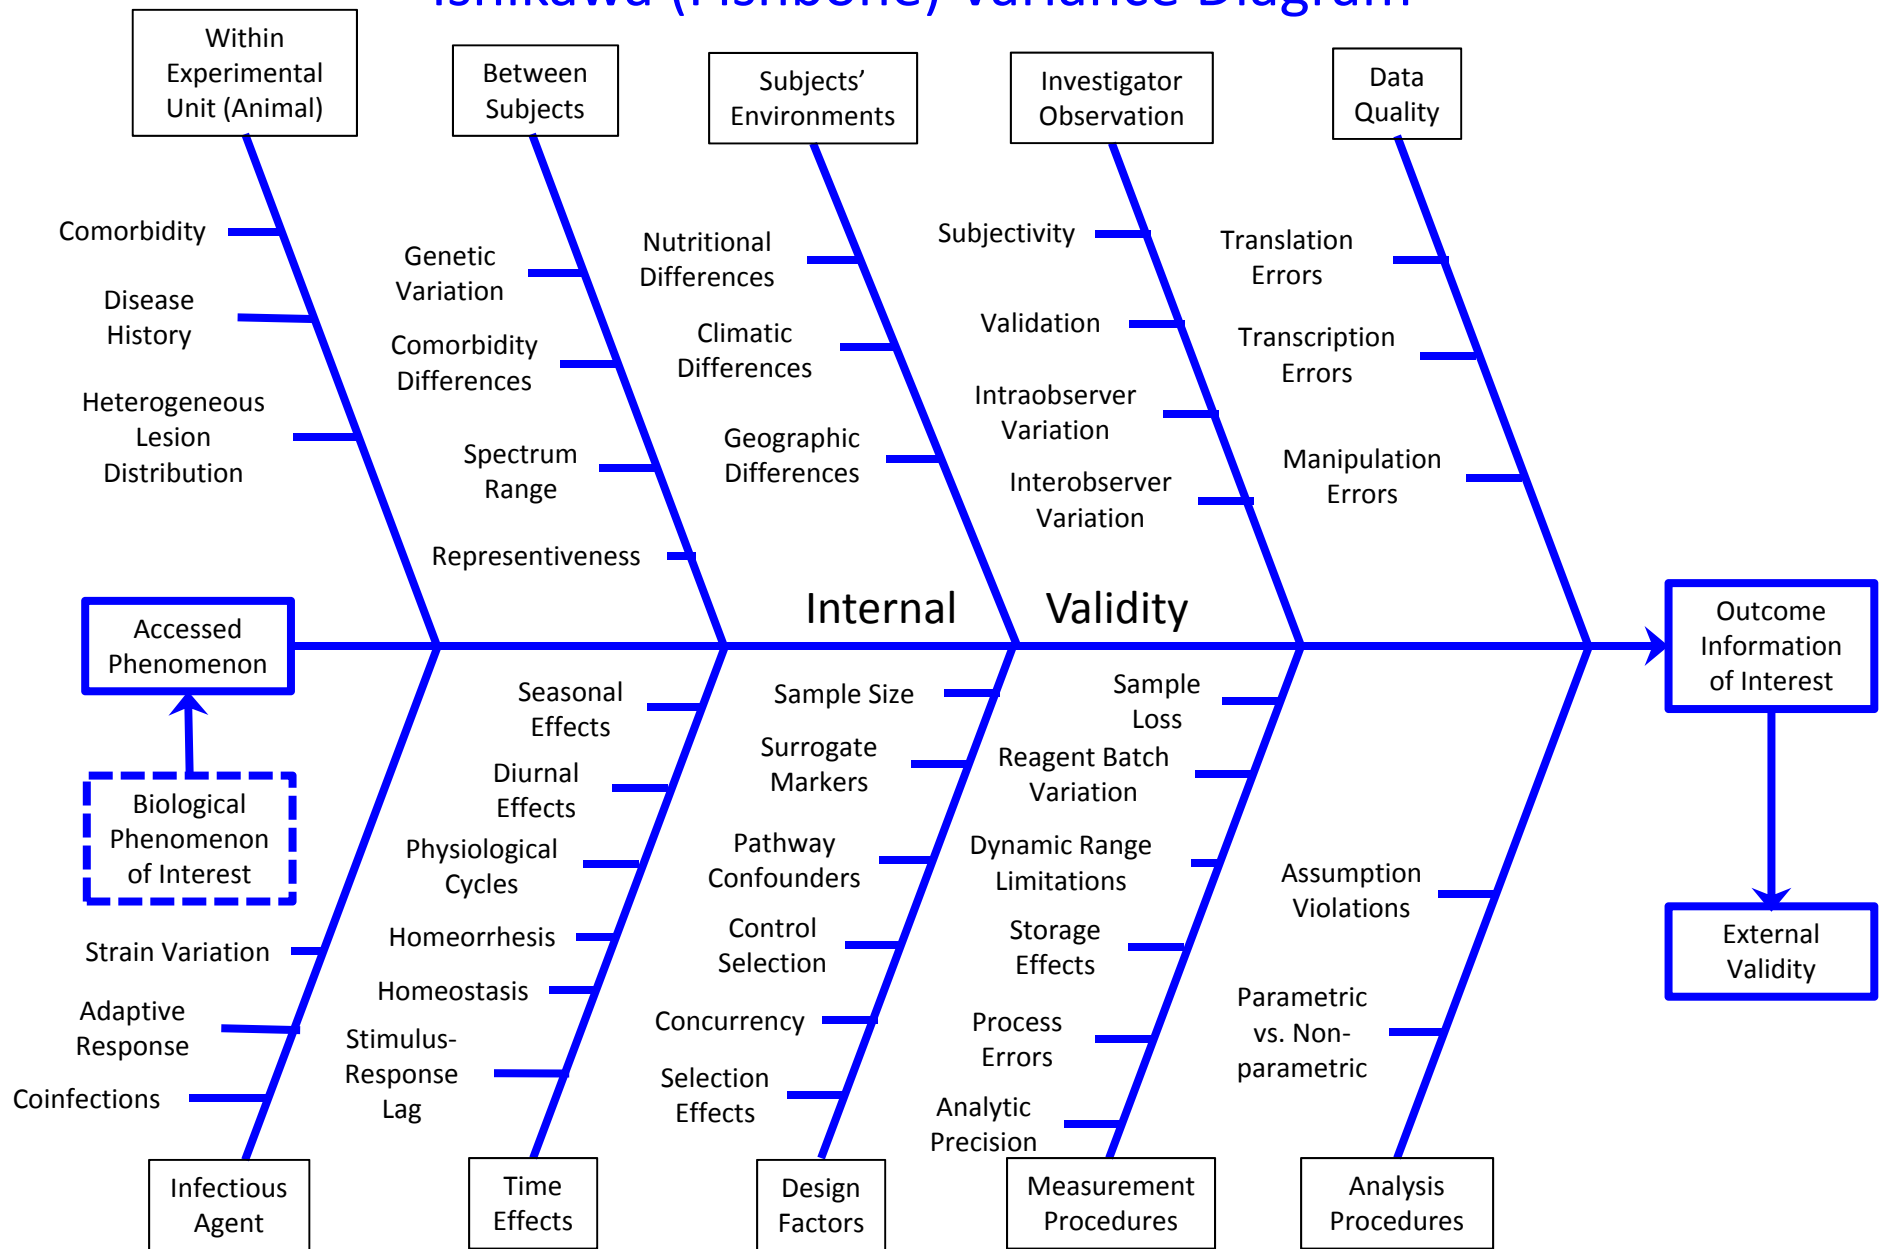 Ishikawa (Fishbone) Variance Diagram
Within
Experimental
Unit (Animal)
Between
Subjects
Subjects’
Environments
Investigator
Observation
Data
Quality
Comorbidity
Disease
History
Heterogeneous
Lesion
Distribution
Genetic
Variation
Comorbidity
Differences
Spectrum
Range
Representiveness
Nutritional
Differences
Climatic
Differences
Geographic
Differences
Subjectivity
Validation
Intraobserver
Variation
Interobserver
Variation
Translation
Errors
Transcription
Errors
Manipulation
Errors
Internal Validity
Accessed
Phenomenon
Biological
Phenomenon
of Interest
Outcome
Information
of Interest
External
Validity
Strain Variation
Adaptive
Response
Coinfections
Seasonal
Effects
Diurnal
Effects
Physiological
Cycles
Homeorrhesis
Homeostasis
Stimulus-
Response
Lag
Sample Size
Surrogate
Markers
Pathway
Confounders
Control
Selection
Concurrency
Selection
Effects
Sample
Loss
Reagent Batch
Variation
Dynamic Range
Limitations
Storage
Effects
Process
Errors
Analytic
Precision
Assumption
Violations
Parametric
vs. Non-
parametric
Infectious
Agent
Time
Effects
Design
Factors
Measurement
Procedures
Analysis
Procedures